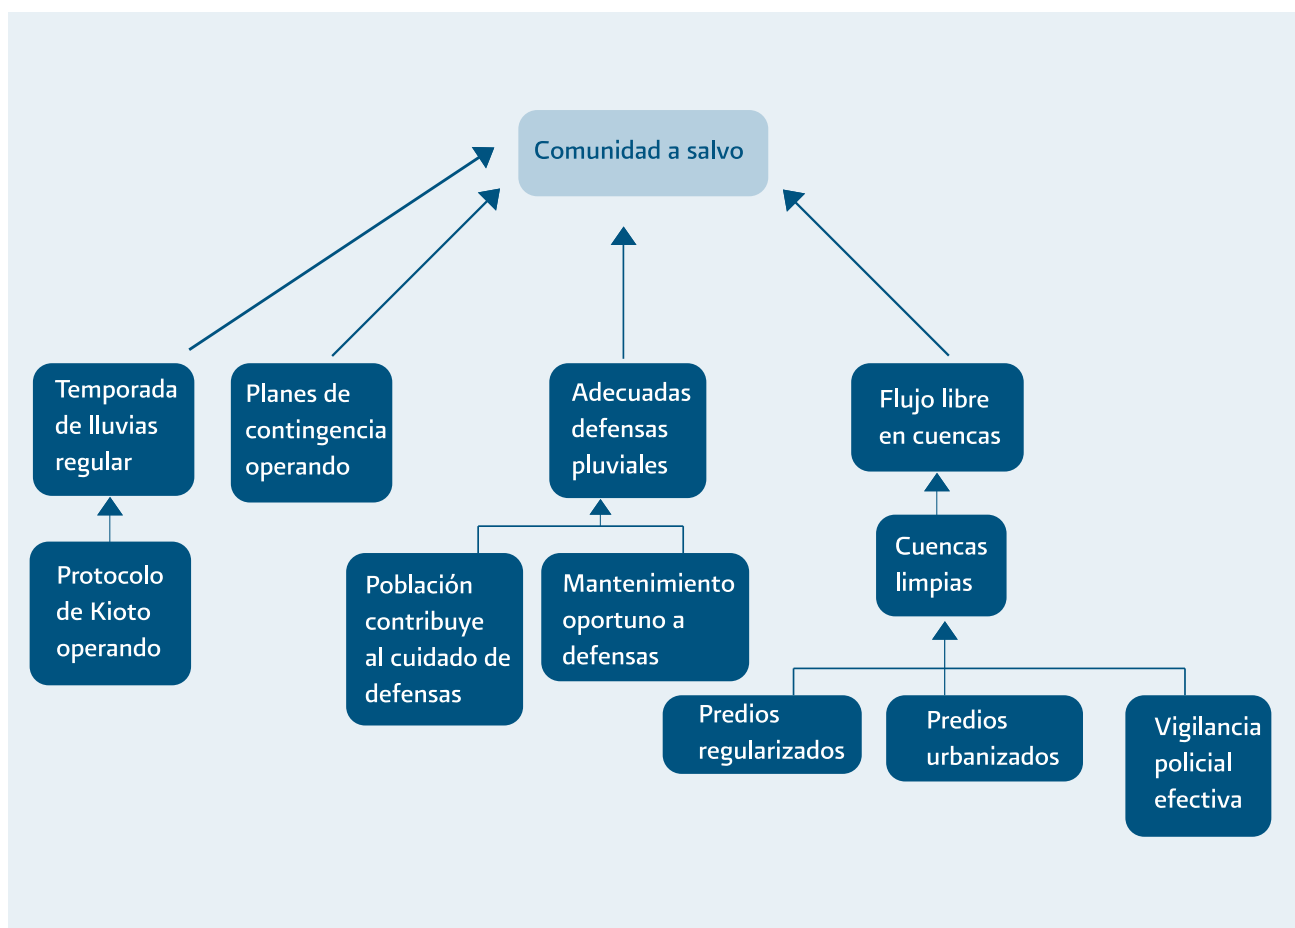 Comunidad a salvo
Temporada
de lluvias
regular
Planes de
contingencia
operando
Adecuadas
defensas
pluviales
Flujo libre
en cuencas
Protocolo
de Kioto
operando
Población
contribuye
al cuidado de
defensas
Mantenimiento
oportuno a
defensas
Cuencas
limpias
Predios
regularizados
Predios
urbanizados
Vigilancia
policial
efectiva